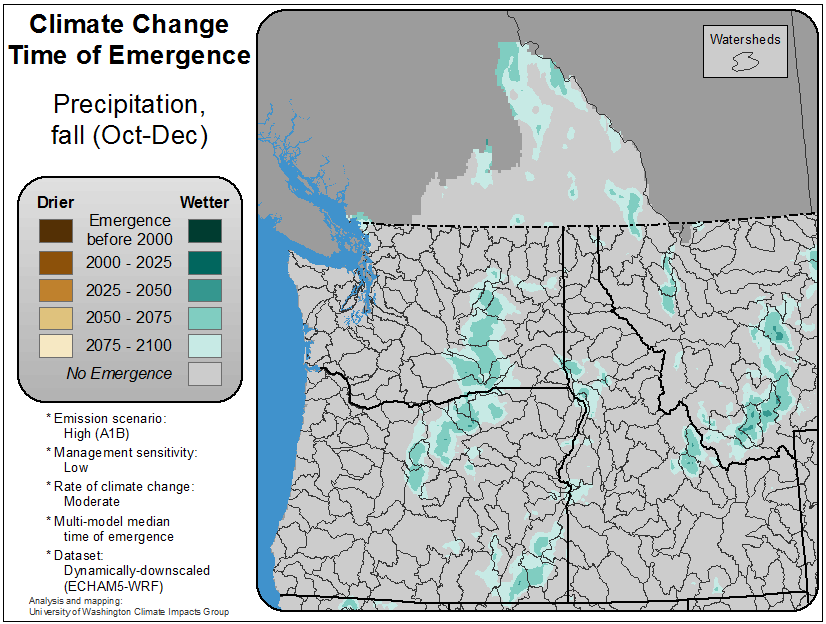 Climate Change
Time of Emergence
Precipitation,
fall (Oct-Dec)
Drier
Wetter
Emergence
before 2000
2000 - 2025
2025 - 2050
2050 - 2075
2075 - 2100
No Emergence
* Emission scenario:
High (A1B)
* Management sensitivity:
Low
* Rate of climate change:
Moderate
* Multi-model median
time of emergence
* Dataset:
Dynamically-downscaled
(ECHAM5-WRF)
Analysis and mapping:
University of Washington Climate Impacts Group
Watersheds